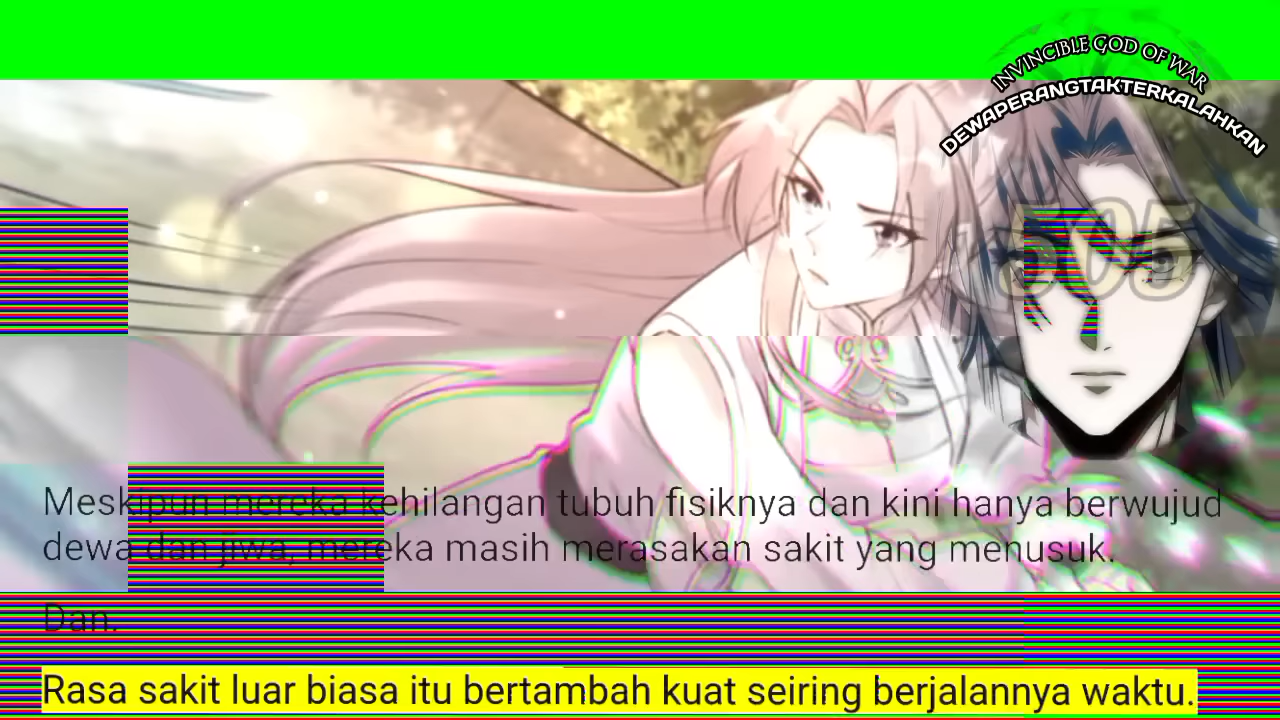 INVINCIBLE GOD OF WAR
DEWAPERANGTAKTERKALAHKAN
505
Meskipun mereka kehilangan tubuh fisiknya dan kini hanya berwujud
dewa dan jiwa, mereka masih merasakan sakit yang menusuk.
Dan.
Rasa sakit luar biasa itu bertambah kuat seiring berjalannya waktu.